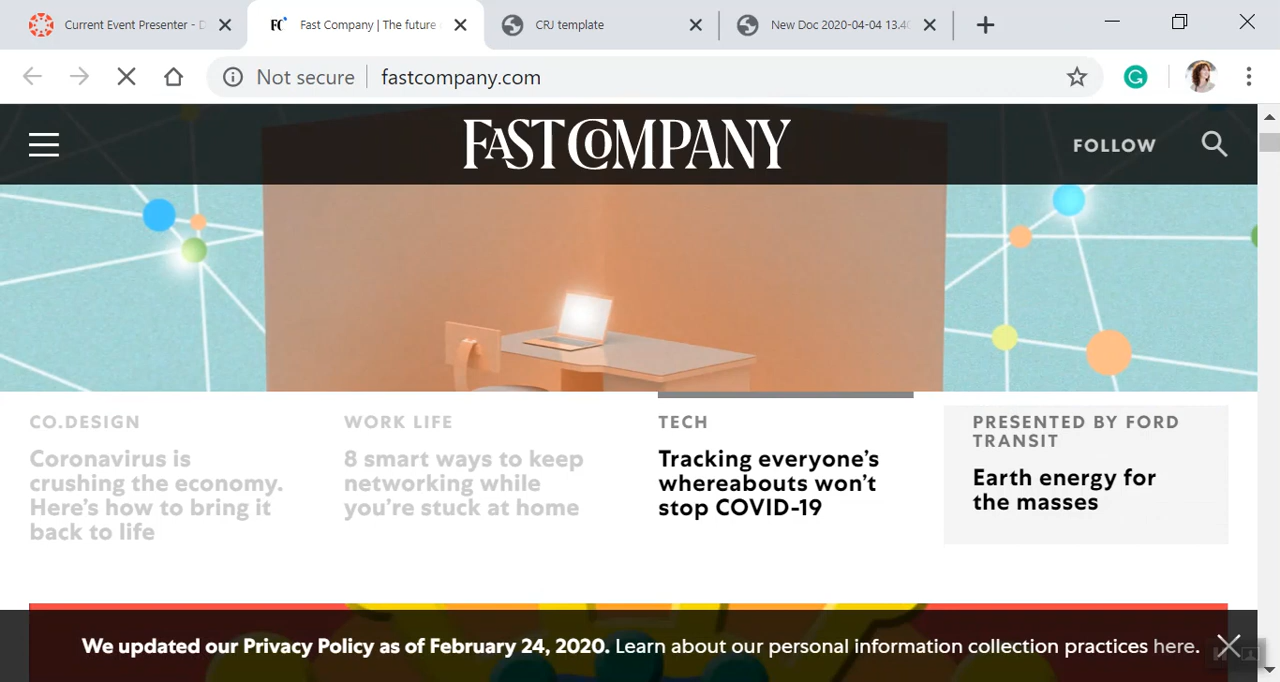 Current Event Presenter - D
Fast Company | The future
CRJ template
New Doc 2020-04-04 13.40
Not secure
fastcompany.com
FAST COMPANY
FOLLOW
CO.DESIGN
Coronavirus is
crushing the economy.
Here's how to bring it
back to life
WORK LIFE
8 smart ways to keep
networking while
you're stuck at home
TECH
Tracking everyone's
whereabouts won't
stop COVID-19
PRESENTED BY FORD
TRANSIT
Earth energy for
the masses
We updated our Privacy Policy as of February 24, 2020. Learn about our personal information collection practices here.